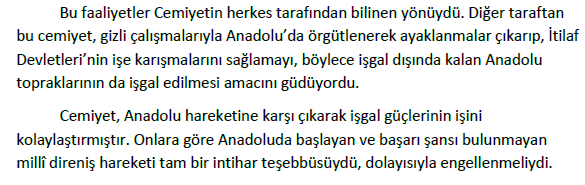 Bu faaliyetler Cemiyetin herkes tarafından bilinen yönüydü. Diğer taraftan
bu cemiyet, gizli çalışmalarıyla Anadolu’da örgütlenerek ayaklanmalar çıkarıp, İtilaf
Devletleri’nin işe karışmalarını sağlamayı, böylece işgal dışında kalan Anadolu
topraklarının da işgal edilmesi amacını güdüyordu.
Cemiyet, Anadolu hareketine karşı çıkarak işgal güçlerinin işini
kolaylaştırmıştır. Onlara göre Anadoluda başlayan ve başarı şansı bulunmayan
millî direniş hareketi tam bir intihar teşebbüsüydü, dolayısıyla engellenmeliydi.